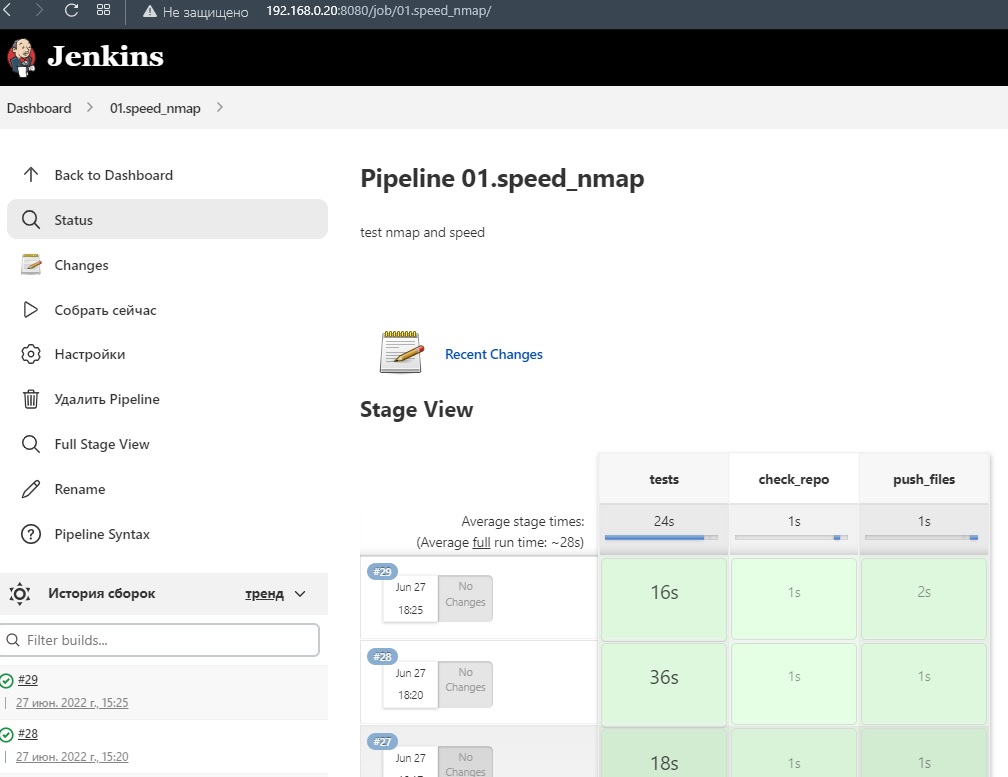 Не защищено 192.168.0.20:8080/job/01.speed_nmap/
Jenkins
Dashboard 01.speed_nmap
Back to Dashboard
Status
Changes
Собрать сейчас
Настройки
Удалить Pipeline
Full Stage View
Rename
Pipeline Syntax
История сборок тренд
Filter builds...
#29
27 июн. 2022 г., 15:25
#28
27 июн. 2022 г., 15:20
Pipeline 01.speed_nmap
test nmap and speed
Recent Changes
Stage View
tests check_repo push_files
Average stage times: 24s 1s 1s
(Average full run time: ~28s)
#29
Jun 27 No
18:25 Changes
16s 1s 2s
#28
Jun 27 No
18:20 Changes
36s 1s 1s
#27
Jun 27 No
Changes
18s 1s 1s